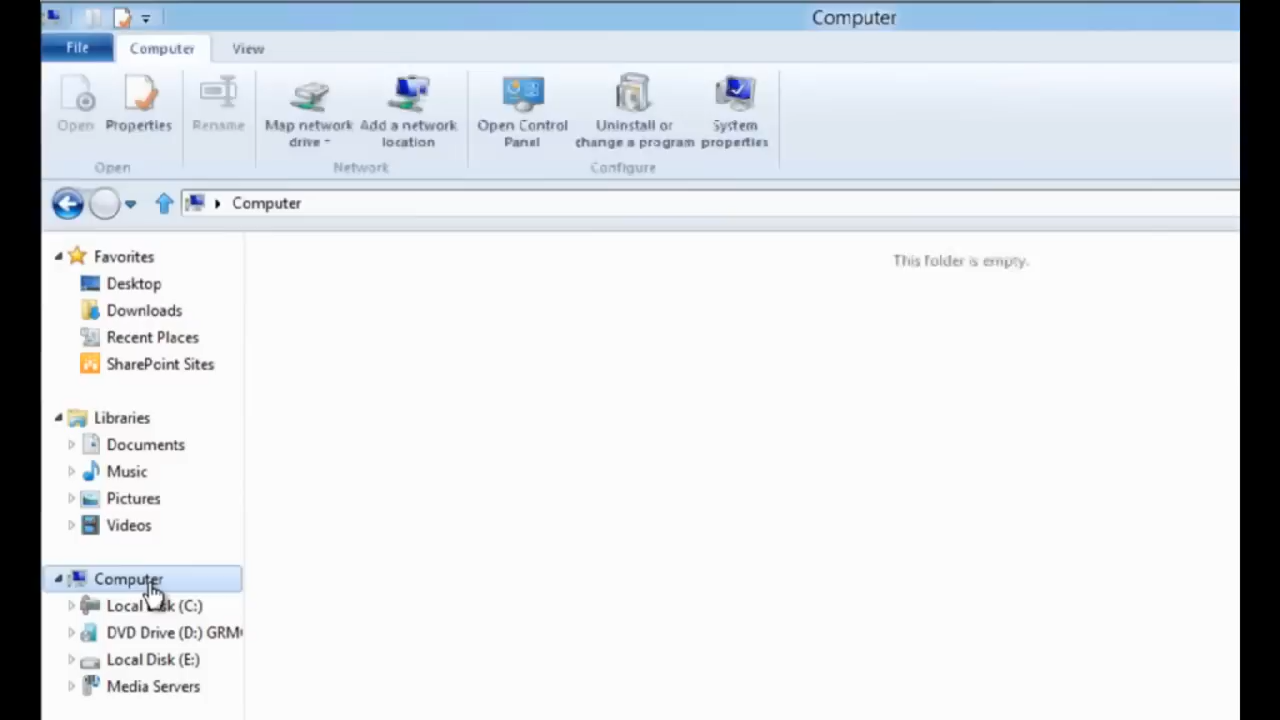 Computer
File Computer View
Open Properties Rename Map network drive Add a network location Open Control Panel Uninstall or change a program System properties
Open Network Configure
Computer
This folder is empty.
Favorites
Desktop
Downloads
Recent Places
SharePoint Sites
Libraries
Documents
Music
Pictures
Videos
Computer
Local Disk (C:)
DVD Drive (D:) GRM
Local Disk (E:)
Media Servers